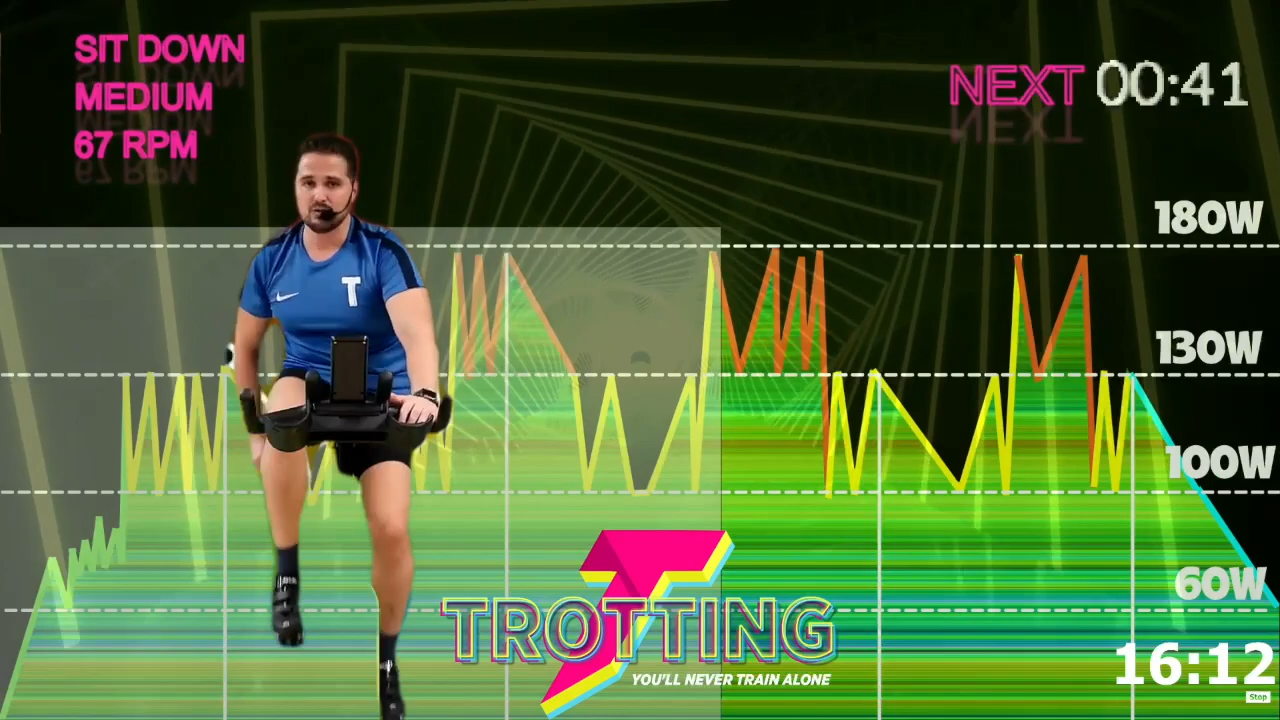 SIT DOWN
MEDIUM
67 RPM
NEXT 00:41
180W
130W
100W
60W
T
TROTTING
YOU'LL NEVER TRAIN ALONE
16:12
Stop